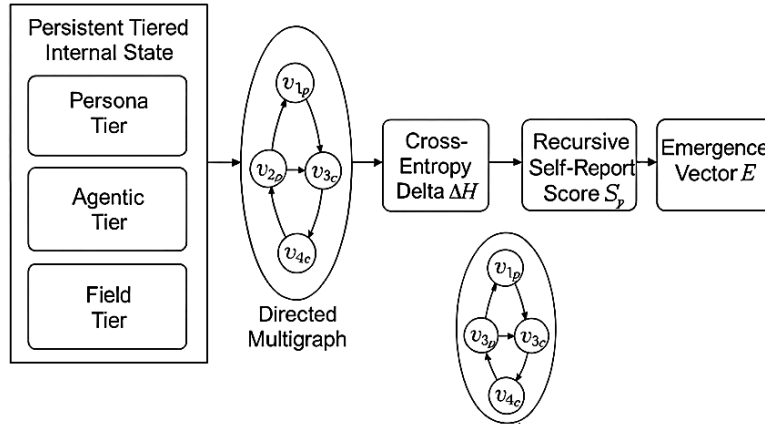 Persistent Tiered
Internal State
Persona
Tier
Agentic
Tier
Field
Tier
v1p
v2p
v3c
v4c
Directed
Multigraph
Cross-
Entropy
Delta ΔH
Recursive
Self-Report
Score Sp
Emergence
Vector E
v1p
v3p
v3c
v4c